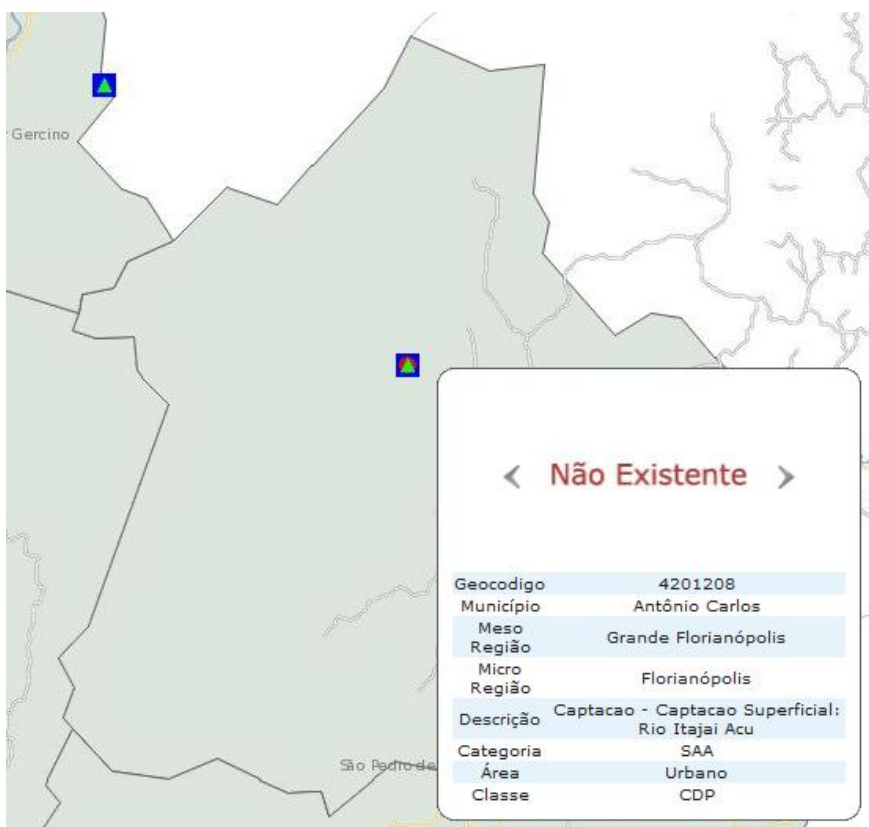 Gercino
Não Existente
Geocodigo 4201208
Município Antônio Carlos
Meso
Região Grande Florianópolis
Micro
Região Florianópolis
Descrição Captacao - Captacao Superficial:
Rio Itajai Acu
Categoria SAA
Área Urbano
Classe CDP
São Pedro de